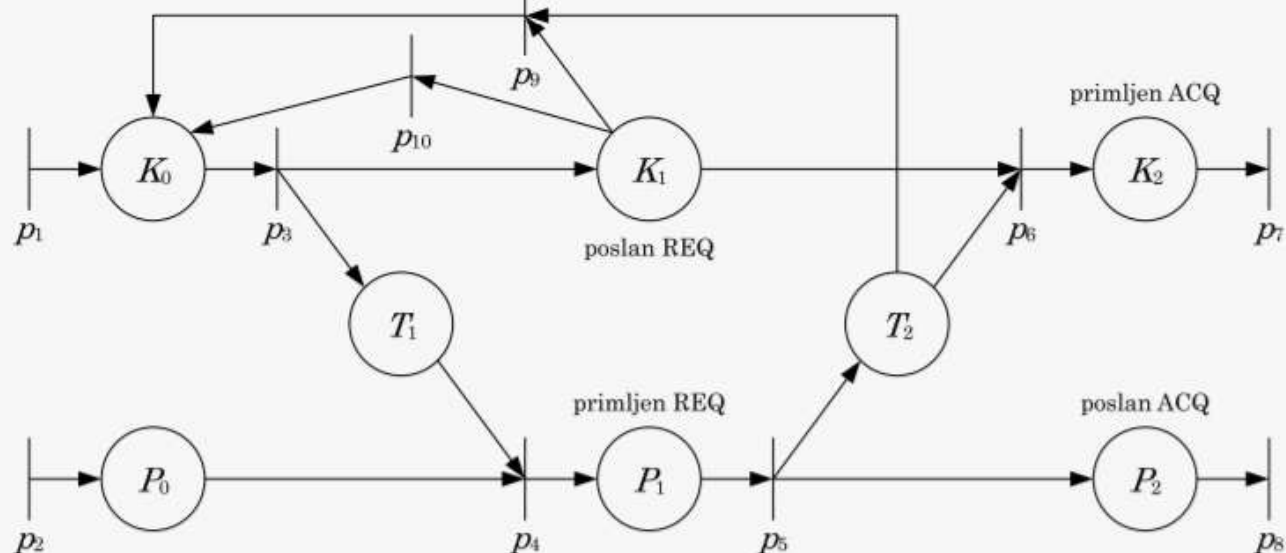 p₉
primljen ACQ
p₁₀
K₀
K₁
K₂
p₁
p₃
poslan REQ
p₆
p₇
T₁
T₂
primljen REQ
poslan ACQ
P₀
P₁
P₂
p₂
p₄
p₅
p₈